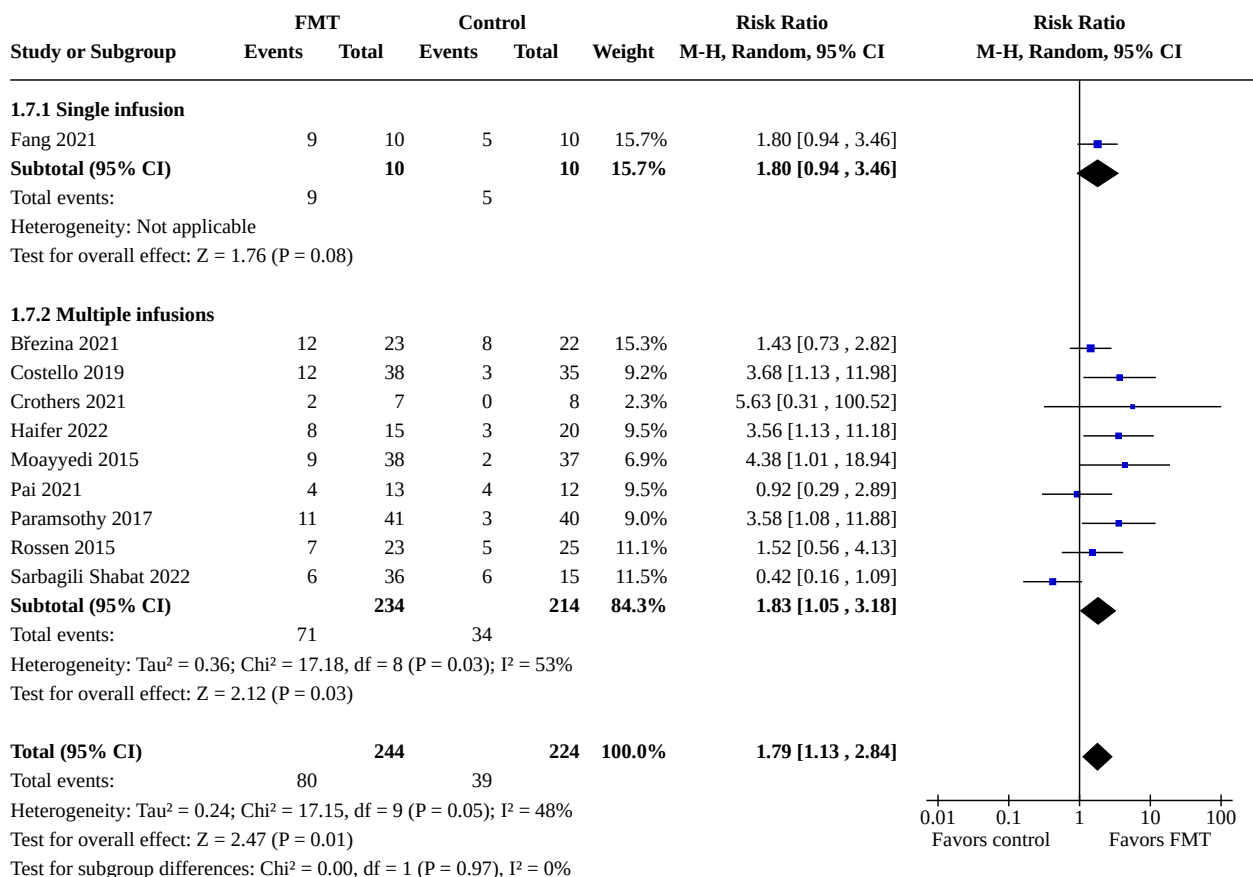 FMT Control Risk Ratio Risk Ratio
Study or Subgroup Events Total Events Total Weight M-H, Random, 95% CI M-H, Random, 95% CI
1.7.1 Single infusion
Fang 2021 9 10 5 10 15.7% 1.80 [0.94 , 3.46]
Subtotal (95% CI) 10 10 15.7% 1.80 [0.94 , 3.46]
Total events: 9 5
Heterogeneity: Not applicable
Test for overall effect: Z = 1.76 (P = 0.08)
1.7.2 Multiple infusions
Březina 2021 12 23 8 22 15.3% 1.43 [0.73 , 2.82]
Costello 2019 12 38 3 35 9.2% 3.68 [1.13 , 11.98]
Crothers 2021 2 7 0 8 2.3% 5.63 [0.31 , 100.52]
Haifer 2022 8 15 3 20 9.5% 3.56 [1.13 , 11.18]
Moayyedi 2015 9 38 2 37 6.9% 4.38 [1.01 , 18.94]
Pai 2021 4 13 4 12 9.5% 0.92 [0.29 , 2.89]
Paramsothy 2017 11 41 3 40 9.0% 3.58 [1.08 , 11.88]
Rossen 2015 7 23 5 25 11.1% 1.52 [0.56 , 4.13]
Sarbagili Shabat 2022 6 36 6 15 11.5% 0.42 [0.16 , 1.09]
Subtotal (95% CI) 234 214 84.3% 1.83 [1.05 , 3.18]
Total events: 71 34
Heterogeneity: Tau² = 0.36; Chi² = 17.18, df = 8 (P = 0.03); I² = 53%
Test for overall effect: Z = 2.12 (P = 0.03)
Total (95% CI) 244 224 100.0% 1.79 [1.13 , 2.84]
Total events: 80 39
Heterogeneity: Tau² = 0.24; Chi² = 17.15, df = 9 (P = 0.05); I² = 48%
0.01 0.1 1 10 100
Test for overall effect: Z = 2.47 (P = 0.01)
Favors control Favors FMT
Test for subgroup differences: Chi² = 0.00, df = 1 (P = 0.97), I² = 0%